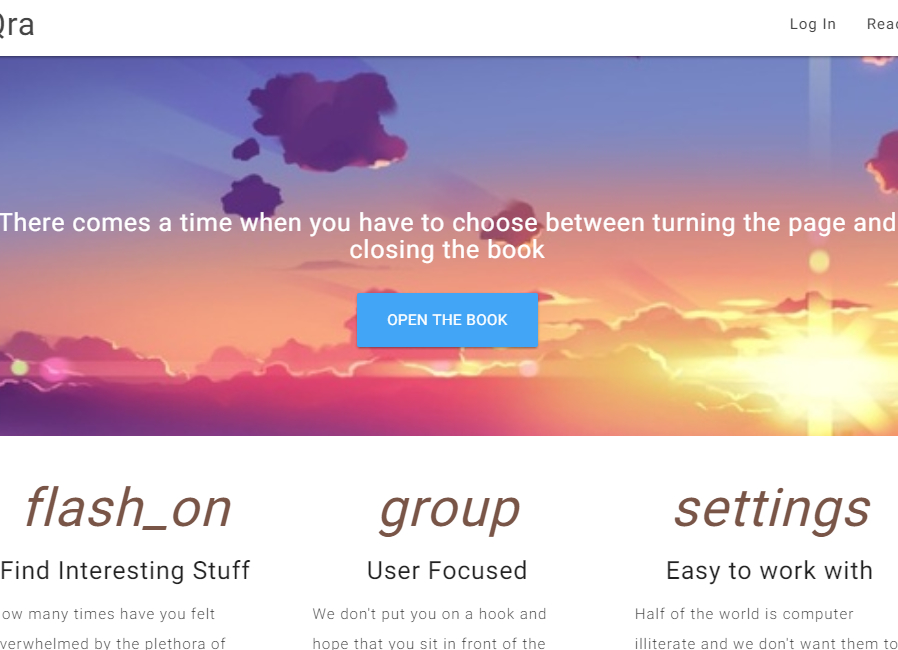 Qra
Log In
There comes a time when you have to choose between turning the page and
closing the book
OPEN THE BOOK
flash_on
group
settings
Find Interesting Stuff
User Focused
Easy to work with
many times have you felt
We don't put you on a hook and
Half of the world is computer
by the plethora of
hope that you sit in front of the
illiterate and we don't want them to